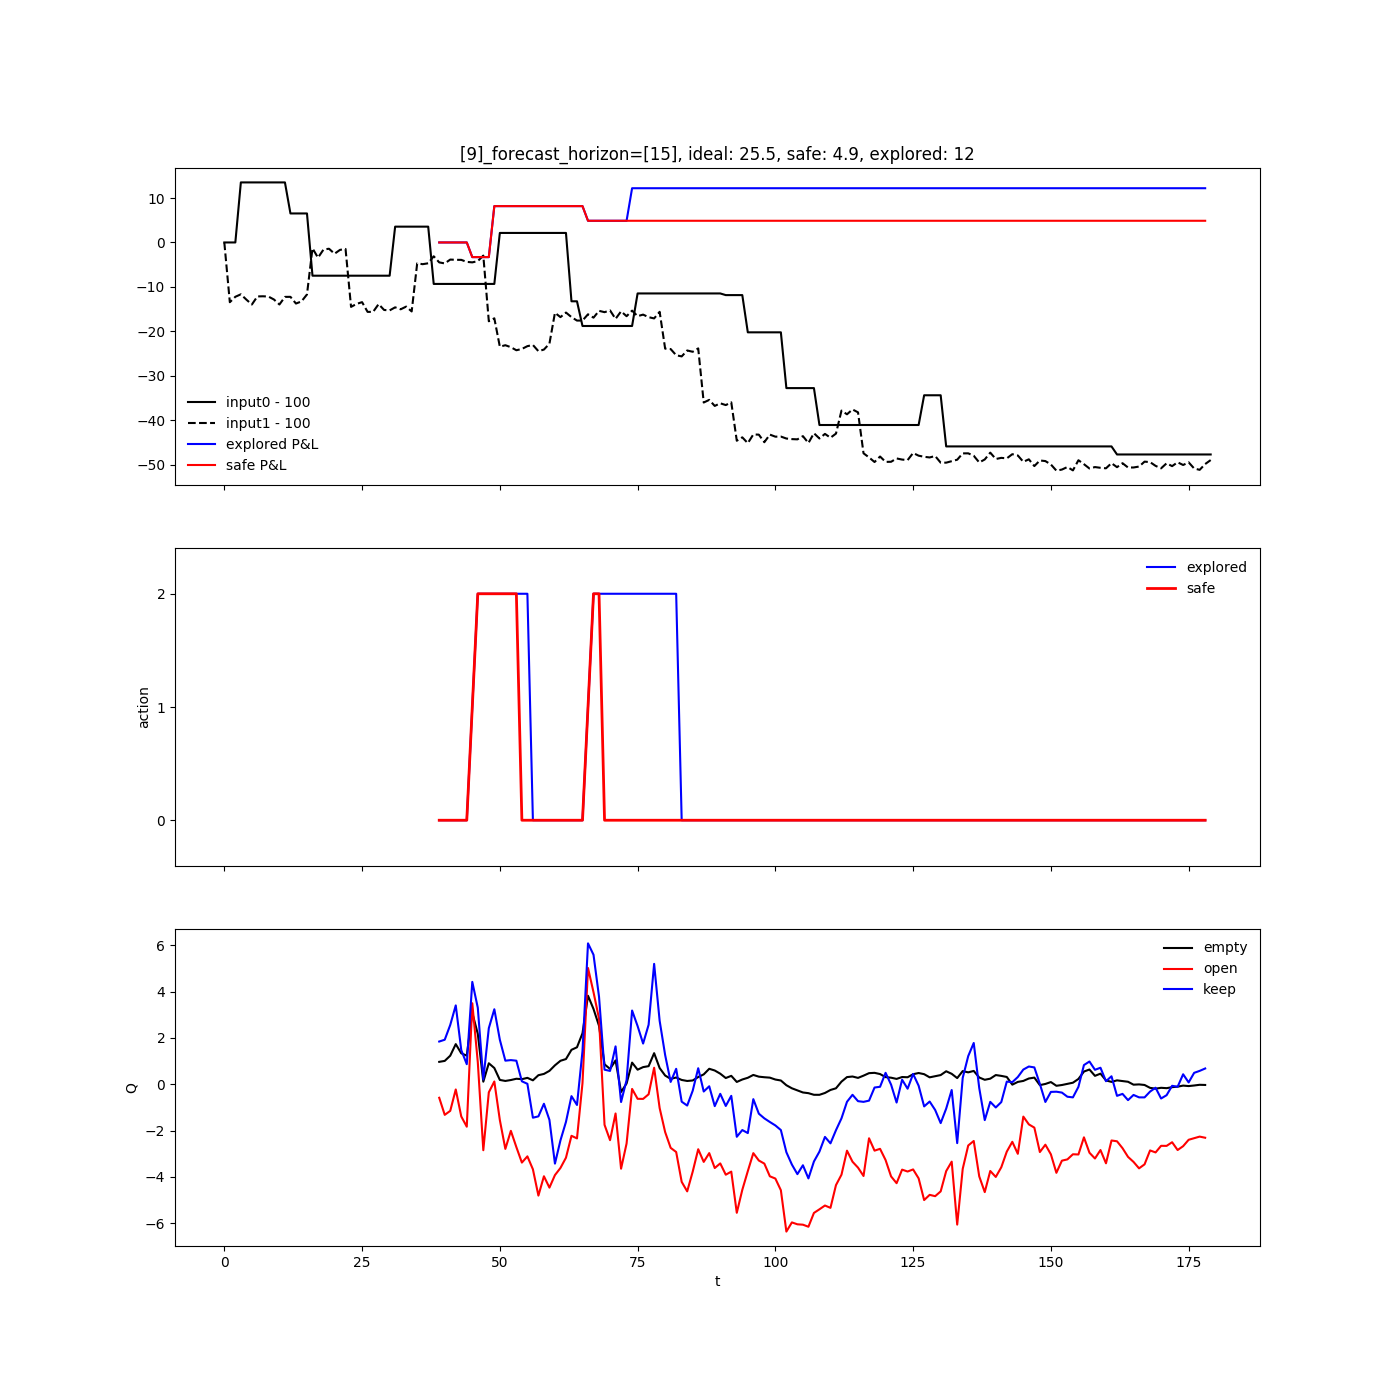 [9]_forecast_horizon=[15], ideal: 25.5, safe: 4.9, explored: 12
10
0
−10
−20
−30
−40
−50
input0 - 100
input1 - 100
explored P&L
safe P&L
2
1
0
action
explored
safe
6
4
2
0
−2
−4
−6
Q
empty
open
keep
0 25 50 75 100 125 150 175
t